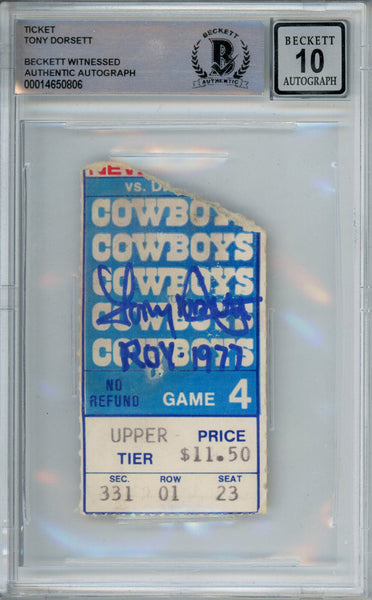 TICKET
TONY DORSETT
BECKETT WITNESSED
AUTHENTIC AUTOGRAPH
00014650806
BECKETT
B
AUTHENTIC
BECKETT
10
AUTOGRAPH
NEW
vs. DA
COWBOYS
COWBOYS
COWBOYS
COWBOYS
COWBOYS
Tony Dorsett
ROY 1977
NO
REFUND
GAME 4
UPPER
TIER
PRICE
$11.50
SEC. ROW SEAT
331 01 23